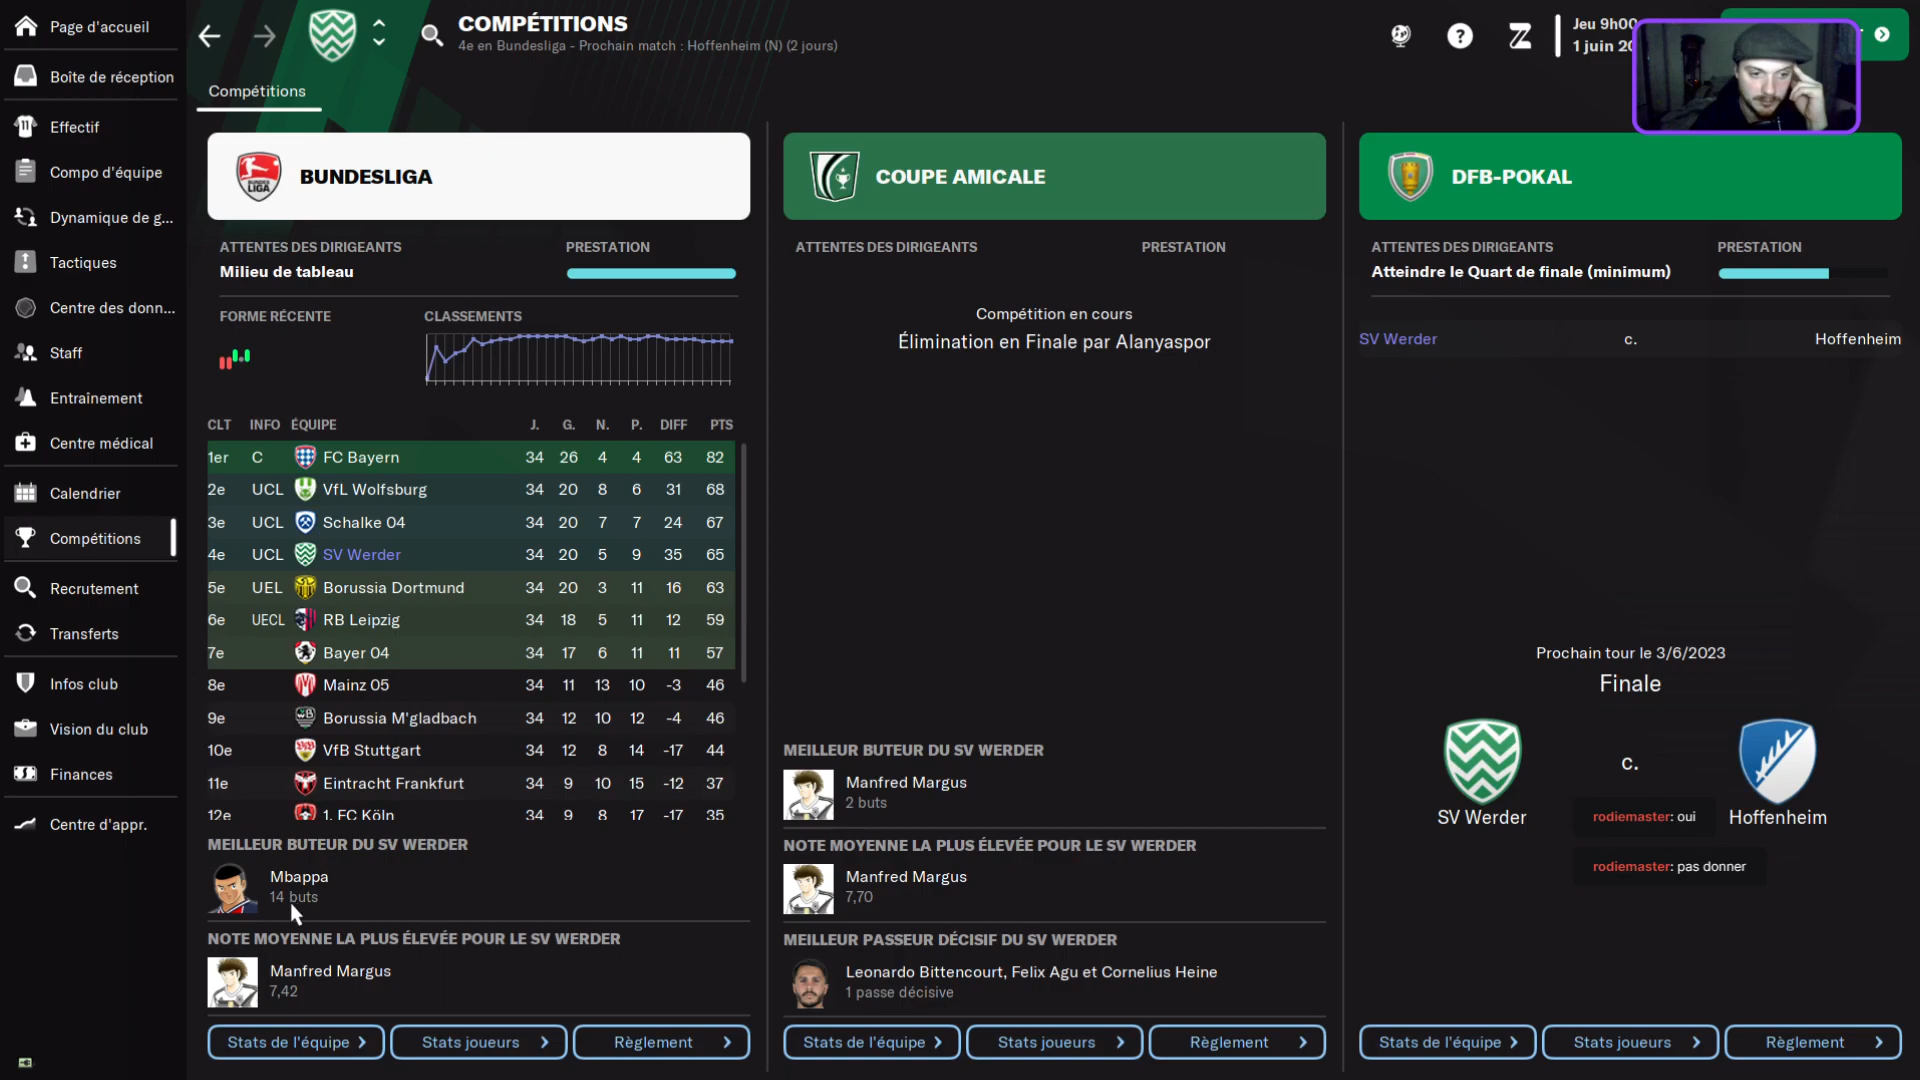 Page d'accueil
Boîte de réception
Effectif
Compo d'équipe
Dynamique de g...
Tactiques
Centre des donn...
Staff
Entraînement
Centre médical
Calendrier
Compétitions
Recrutement
Transferts
Infos club
Vision du club
Finances
Centre d'appr.
COMPÉTITIONS
4e en Bundesliga - Prochain match : Hoffenheim (N) (2 jours)
Jeu 9h00
1 juin 20
Compétitions
BUNDESLIGA
ATTENTES DES DIRIGEANTS PRESTATION
Milieu de tableau
FORME RÉCENTE CLASSEMENTS
CLT INFO ÉQUIPE J. G. N. P. DIFF PTS
1er C FC Bayern 34 26 4 4 63 82
2e UCL VfL Wolfsburg 34 20 8 6 31 68
3e UCL Schalke 04 34 20 7 7 24 67
4e UCL SV Werder 34 20 5 9 35 65
5e UEL Borussia Dortmund 34 20 3 11 16 63
6e UECL RB Leipzig 34 18 5 11 12 59
7e Bayer 04 34 17 6 11 11 57
8e Mainz 05 34 11 13 10 -3 46
9e Borussia M'gladbach 34 12 10 12 -4 46
10e VfB Stuttgart 34 12 8 14 -17 44
11e Eintracht Frankfurt 34 9 10 15 -12 37
12e 1. FC Köln 34 9 8 17 -17 35
MEILLEUR BUTEUR DU SV WERDER
Mbappa
14 buts
NOTE MOYENNE LA PLUS ÉLEVÉE POUR LE SV WERDER
Manfred Margus
7,42
Stats de l'équipe Stats joueurs Règlement
COUPE AMICALE
ATTENTES DES DIRIGEANTS PRESTATION
Compétition en cours
Élimination en Finale par Alanyaspor
MEILLEUR BUTEUR DU SV WERDER
Manfred Margus
2 buts
NOTE MOYENNE LA PLUS ÉLEVÉE POUR LE SV WERDER
Manfred Margus
7,70
MEILLEUR PASSEUR DÉCISIF DU SV WERDER
Leonardo Bittencourt, Felix Agu et Cornelius Heine
1 passe décisive
Stats de l'équipe Stats joueurs Règlement
DFB-POKAL
ATTENTES DES DIRIGEANTS PRESTATION
Atteindre le Quart de finale (minimum)
SV Werder c. Hoffenheim
Prochain tour le 3/6/2023
Finale
c.
SV Werder Hoffenheim
rodiemaster: oui
rodiemaster: pas donner
Stats de l'équipe Stats joueurs Règlement